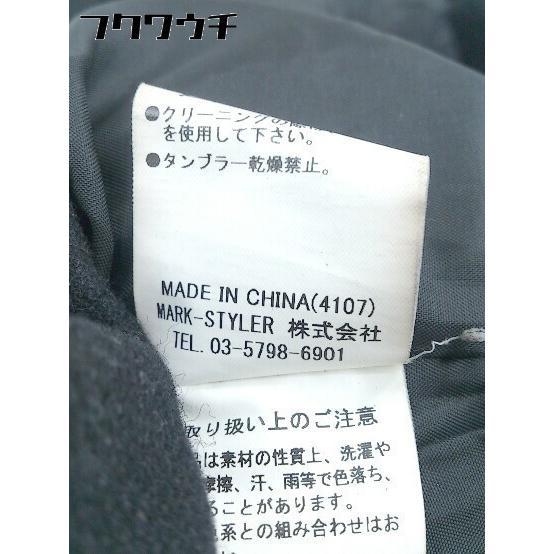 フクワウチ
●クリーニングの際
を使用して下さい。
●タンブラー乾燥禁止。
MADE IN CHINA(4107)
MARK-STYLER 株式会社
TEL. 03-5798-6901
取り扱い上のご注意
品は素材の性質上、洗濯や
摩擦、汗、雨等で色落ち、
ることがあります。
色系との組み合わせはお